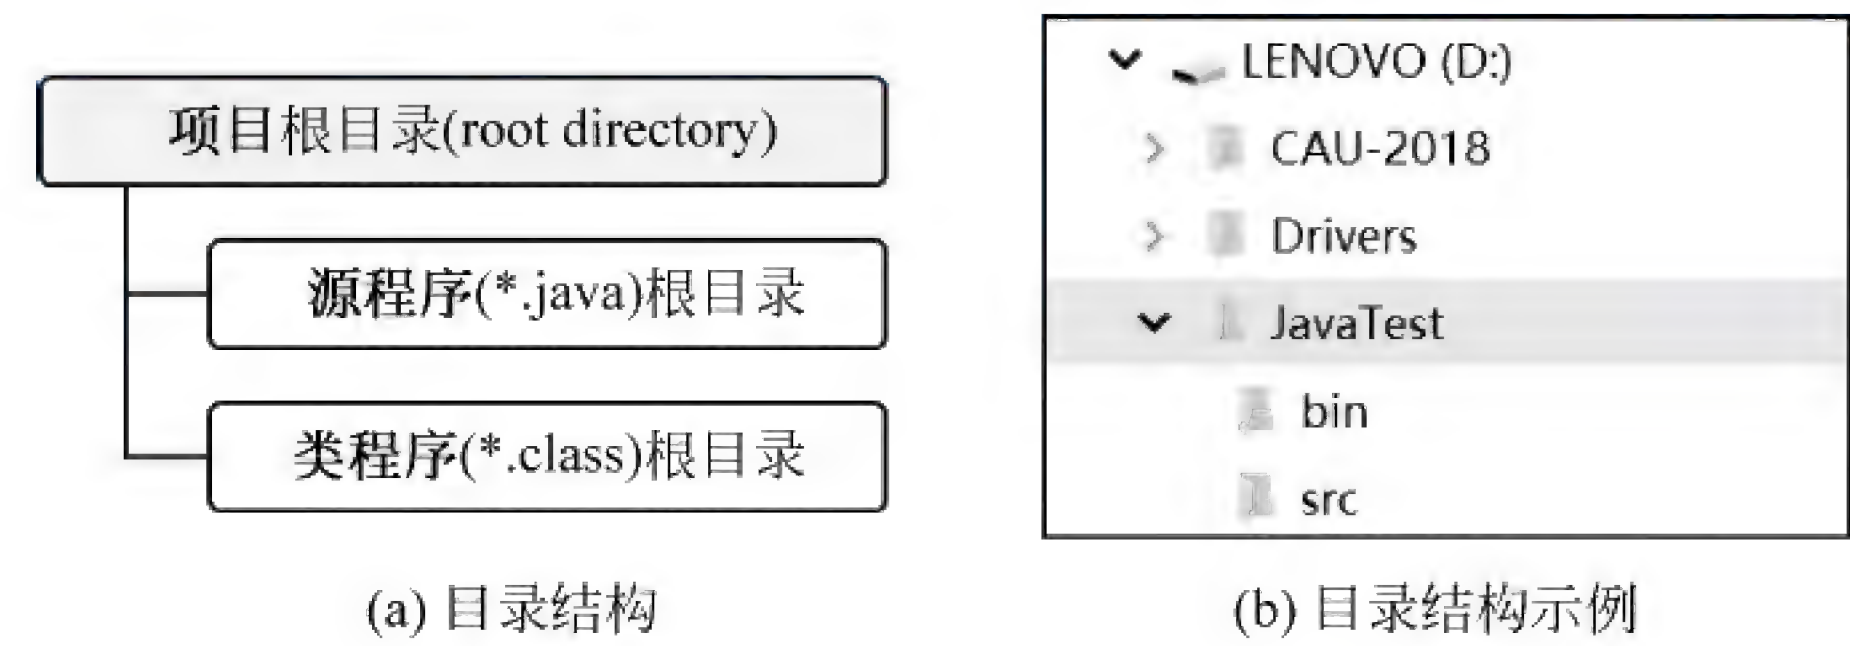 项目根目录(root directory)
源程序(*.java)根目录
类程序(*.class)根目录
(a) 目录结构
LENOVO (D:)
CAU-2018
Drivers
JavaTest
bin
src
(b) 目录结构示例